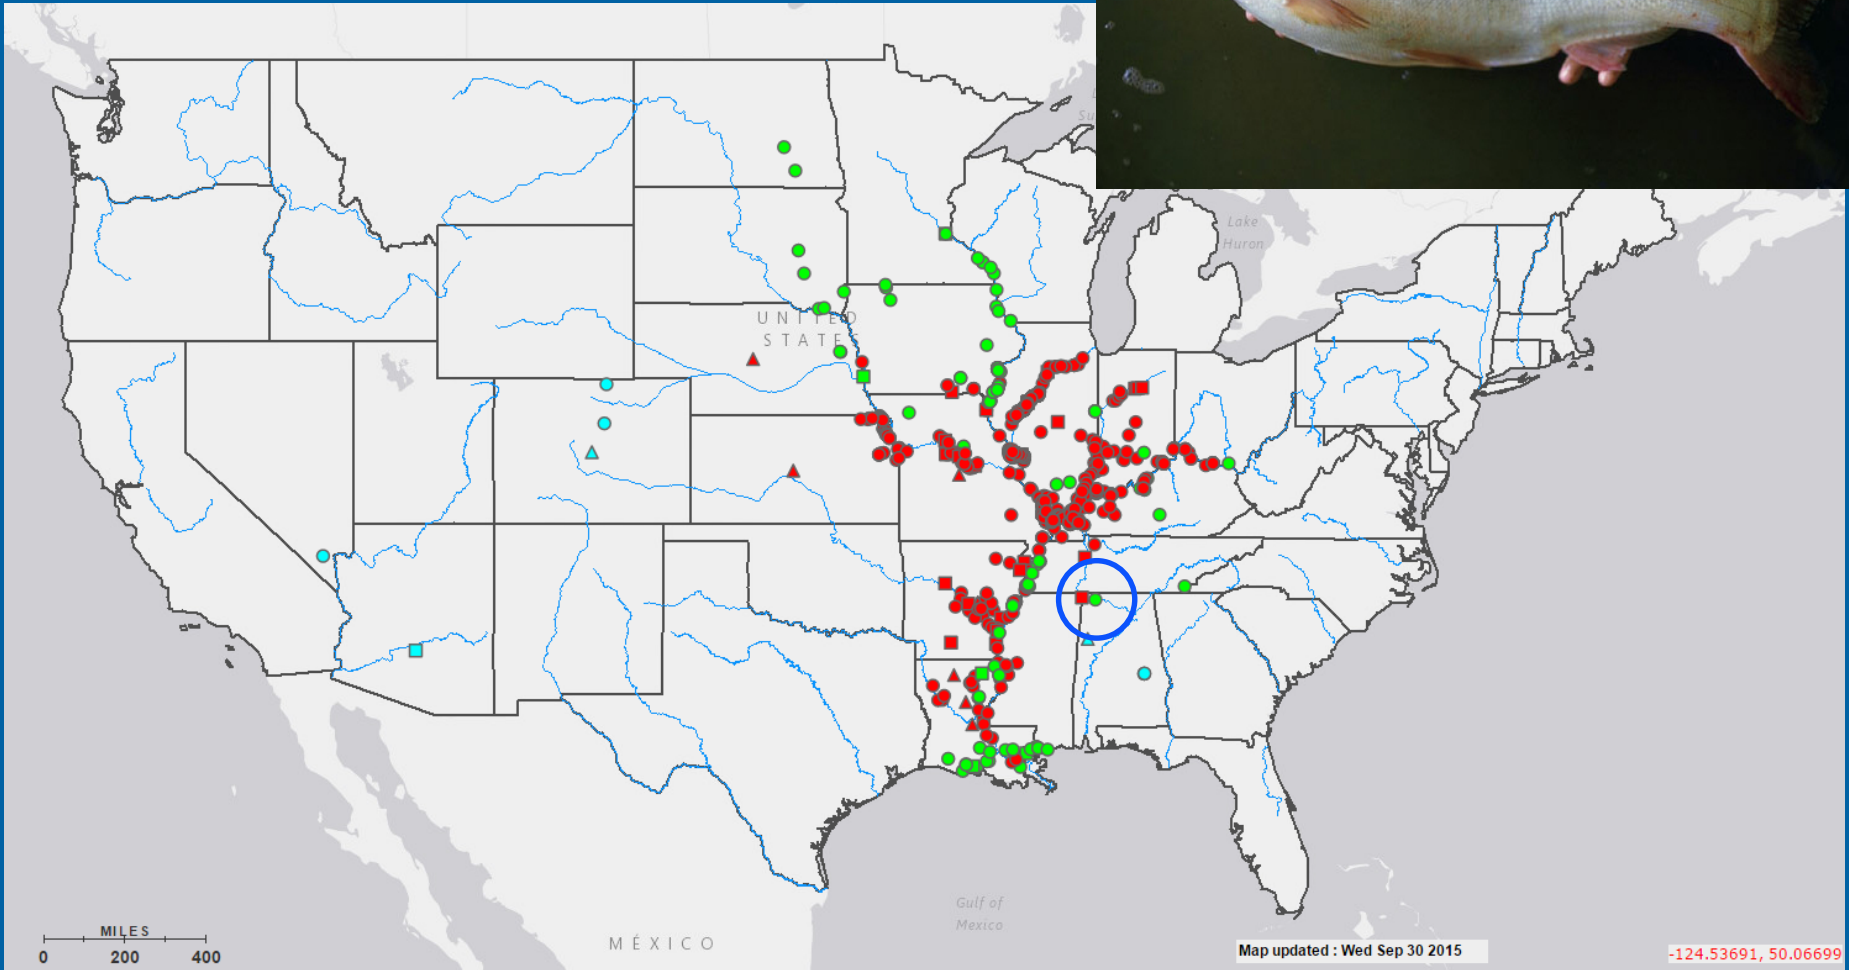 Su
Lake
Huron
UNITED
STATES
Gulf of
Mexico
MÉXICO
MILES
0 200 400
Map updated : Wed Sep 30 2015
-124.53691, 50.06699